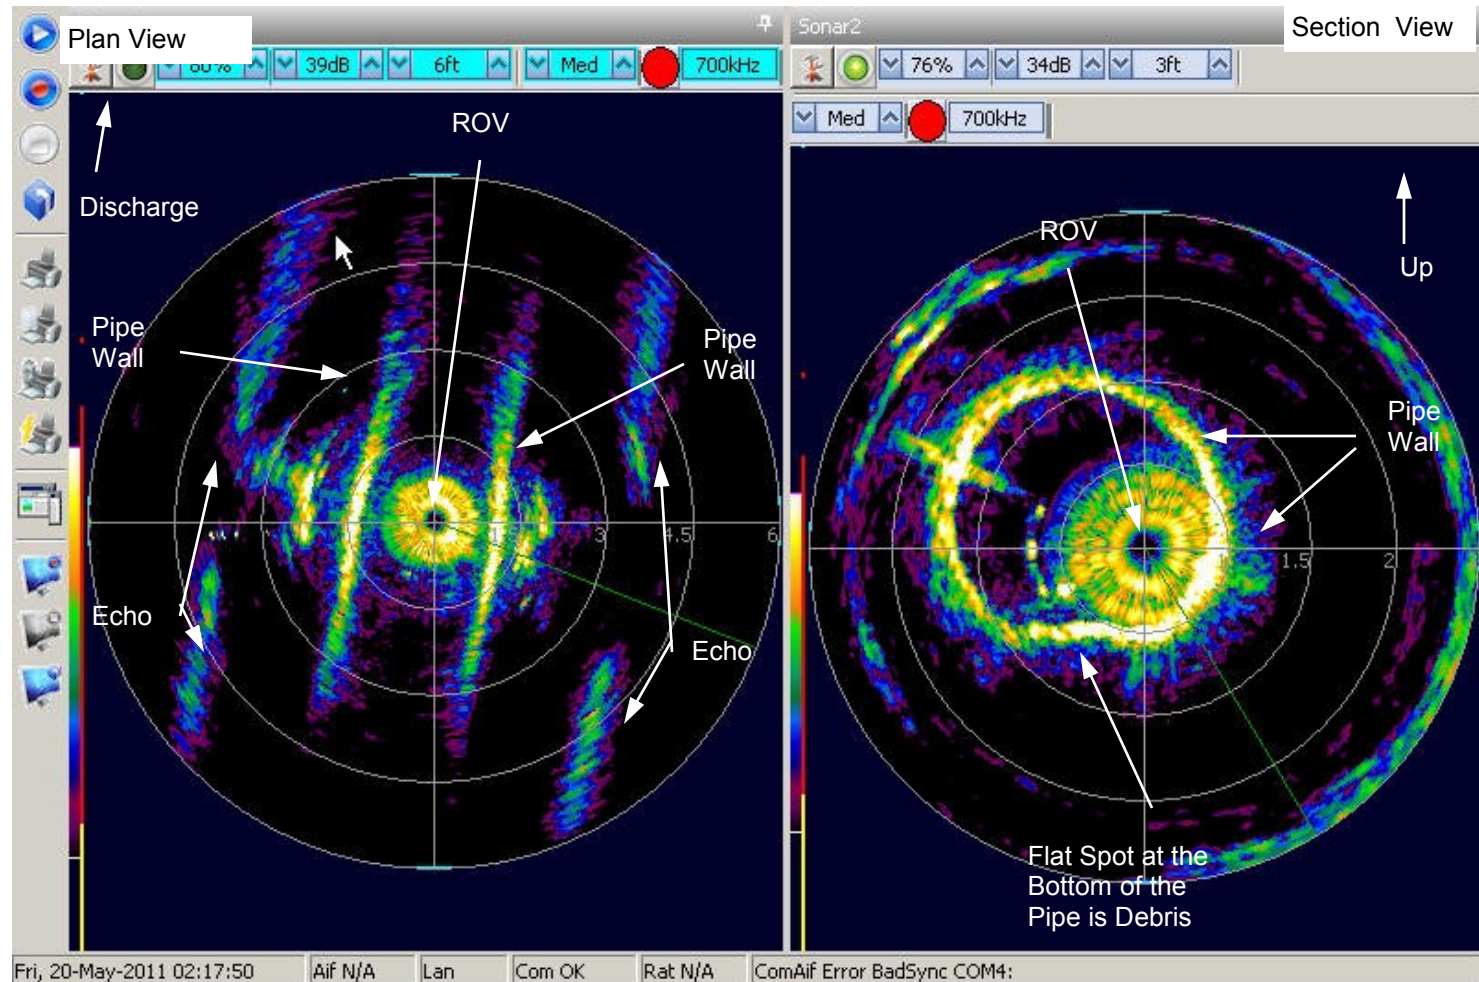 Plan View
Sonar2
Section View
60%
39dB
6ft
Med
700kHz
76%
34dB
3ft
Med
700kHz
ROV
Discharge
Pipe
Wall
Pipe
Wall
3
4.5
6
Echo
Echo
ROV
Up
Pipe
Wall
1.5
2
Flat Spot at the
Bottom of the
Pipe is Debris
Fri, 20-May-2011 02:17:50
Aif N/A
Lan
Com OK
Rat N/A
ComAif Error BadSync COM4: